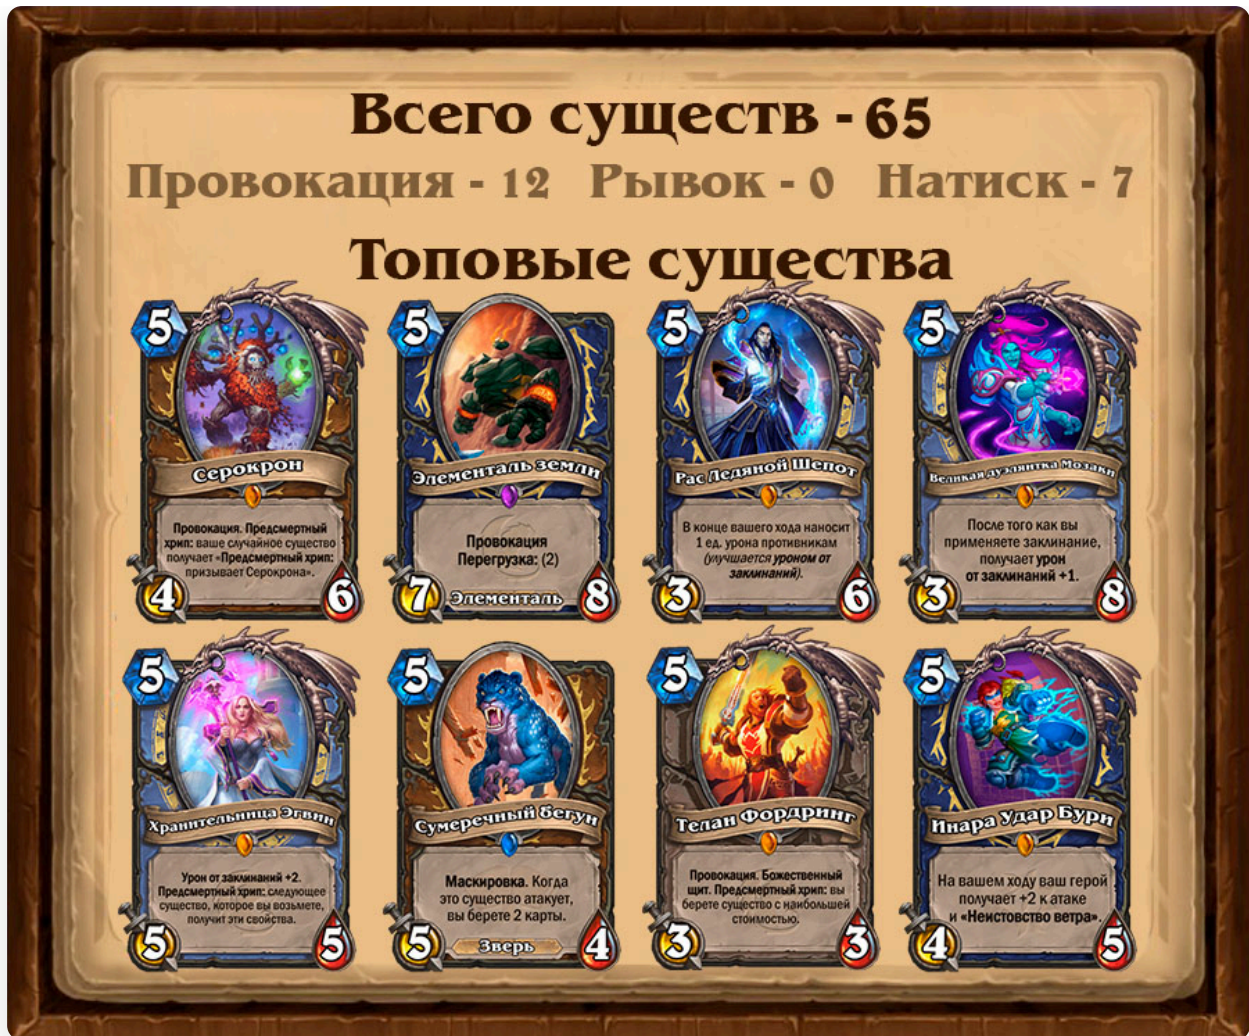 Всего существ - 65
Провокация - 12 Рывок - 0 Натиск - 7
Топовые существа
5
Серокрон
Провокация. Предсмертный
хрип: ваше случайное существо
получает «Предсмертный хрип:
призывает Серокрона».
4
6
5
Элементаль земли
Провокация
Перегрузка: (2)
7
Элементаль
8
5
Рас Ледяной Шепот
В конце вашего хода наносит
1 ед. урона противникам
(улучшается уроном от
заклинаний).
3
6
5
Великая дуэлянтка Мозаки
После того как вы
применяете заклинание,
получает урон
от заклинаний +1.
3
8
5
Хранительница Эгвин
Урон от заклинаний +2.
Предсмертный хрип: следующее
существо, которое вы возьмете,
получит эти свойства.
5
5
5
Сумеречный бегун
Маскировка. Когда
это существо атакует,
вы берете 2 карты.
5
Зверь
4
5
Телан Фордринг
Провокация. Божественный
щит. Предсмертный хрип: вы
берете существо с наибольшей
стоимостью.
3
3
5
Инара Удар Бури
На вашем ходу ваш герой
получает +2 к атаке
и «Неистовство ветра».
4
5